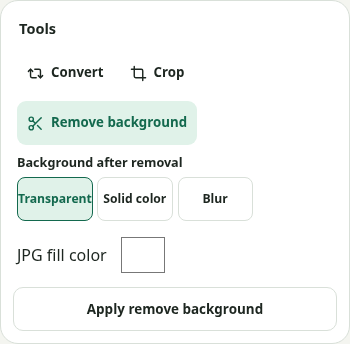 Tools
Convert Crop
Remove background
Background after removal
Transparent Solid color Blur
JPG fill color
Apply remove background